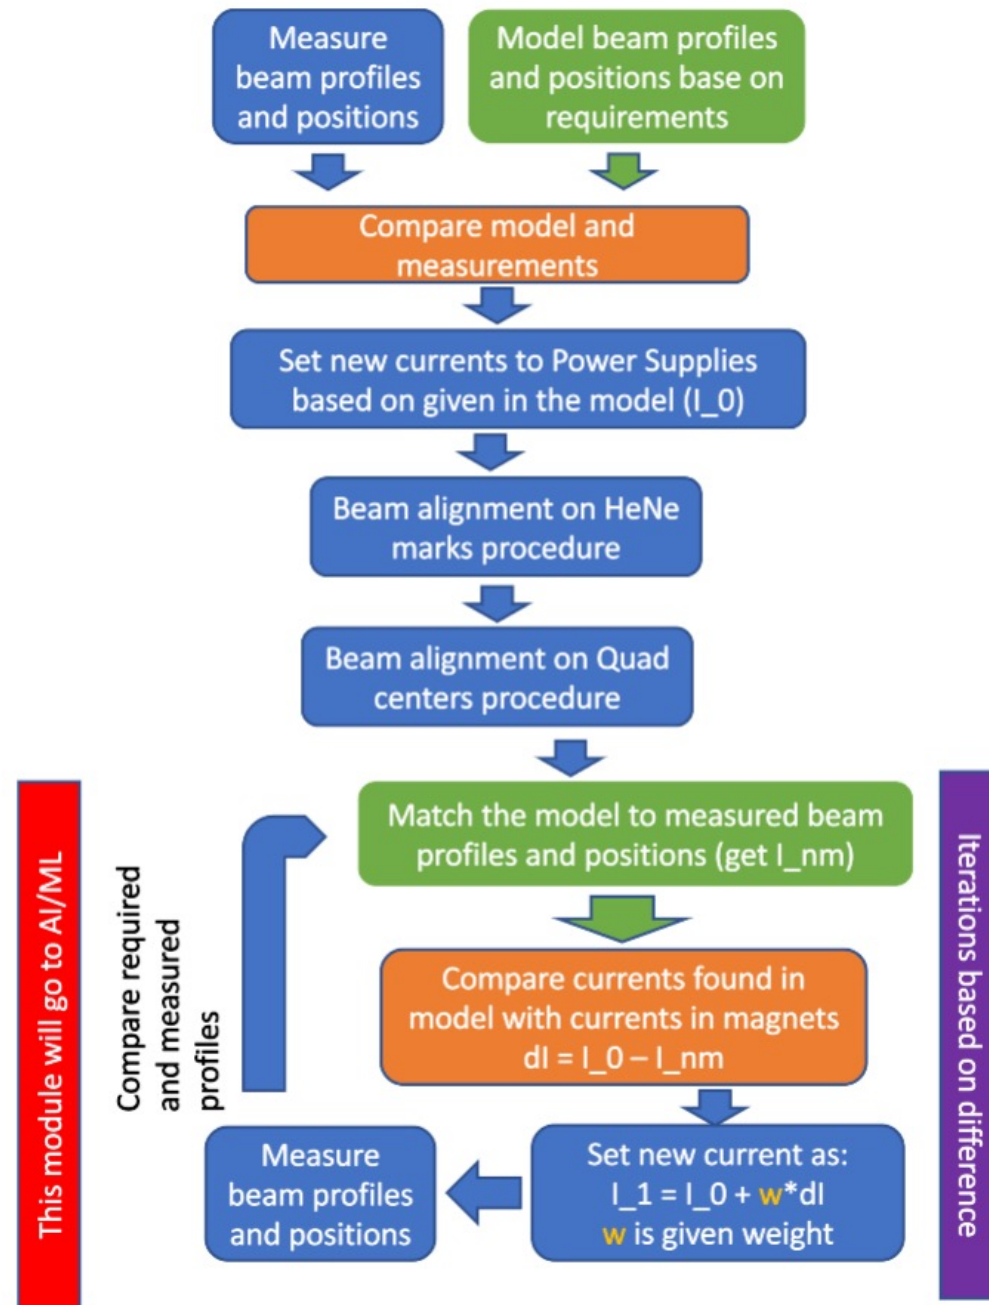 Measure
beam profiles
and positions
Model beam profiles
and positions base on
requirements
Compare model and
measurements
Set new currents to Power Supplies
based on given in the model (I_0)
Beam alignment on HeNe
marks procedure
Beam alignment on Quad
centers procedure
This module will go to AI/ML
Compare required
and measured
profiles
Match the model to measured beam
profiles and positions (get I_nm)
Compare currents found in
model with currents in magnets
dI = I_0 – I_nm
Set new current as:
I_1 = I_0 + w*dI
w is given weight
Measure
beam profiles
and positions
Iterations based on difference